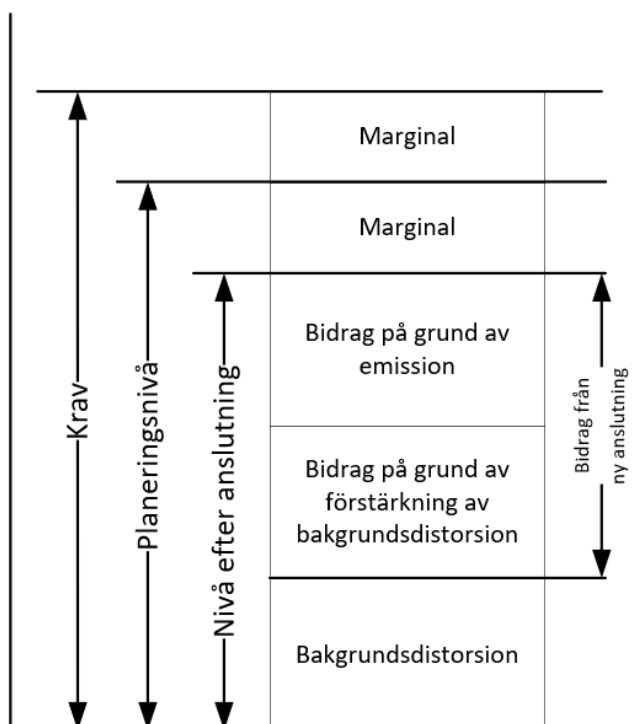 Marginal
Marginal
Bidrag på grund av
emission
Bidrag på grund av
förstärkning av
bakgrundsdistorsion
Bakgrundsdistorsion
Krav
Planeringsnivå
Nivå efter anslutning
Bidrag från
ny anslutning